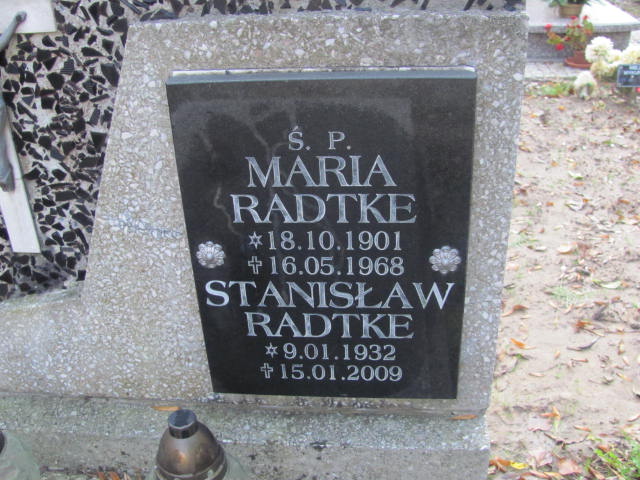 Ś. P.
MARIA
RADTKE
✡18.10.1901
✝16.05.1968
STANISŁAW
RADTKE
✡9.01.1932
✝15.01.2009